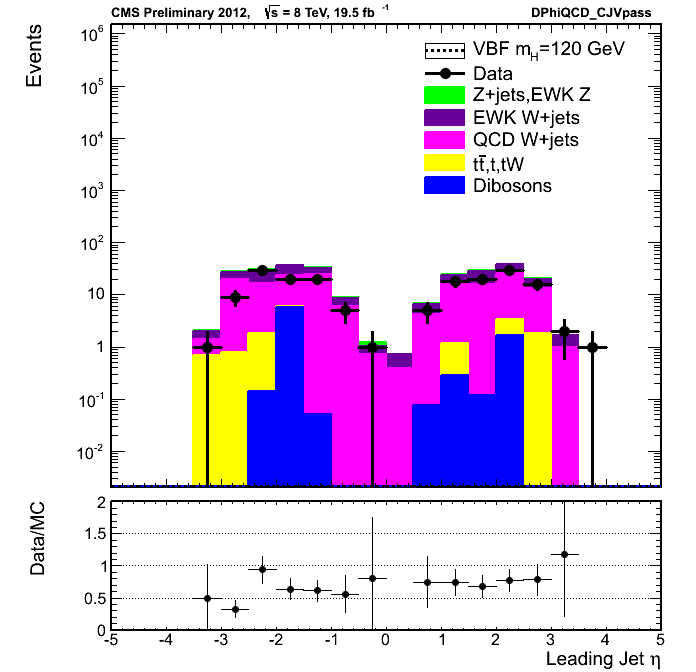 CMS Preliminary 2012, √s = 8 TeV, 19.5 fb⁻¹ DPhiQCD_CJVpass
Events
10⁶
10⁵
10⁴
10³
10²
10
1
10⁻¹
10⁻²
VBF m_H=120 GeV
Data
Z+jets,EWK Z
EWK W+jets
QCD W+jets
tt̄,t,tW
Dibosons
Data/MC
2
1.5
1
0.5
0
-5 -4 -3 -2 -1 0 1 2 3 4 5
Leading Jet η